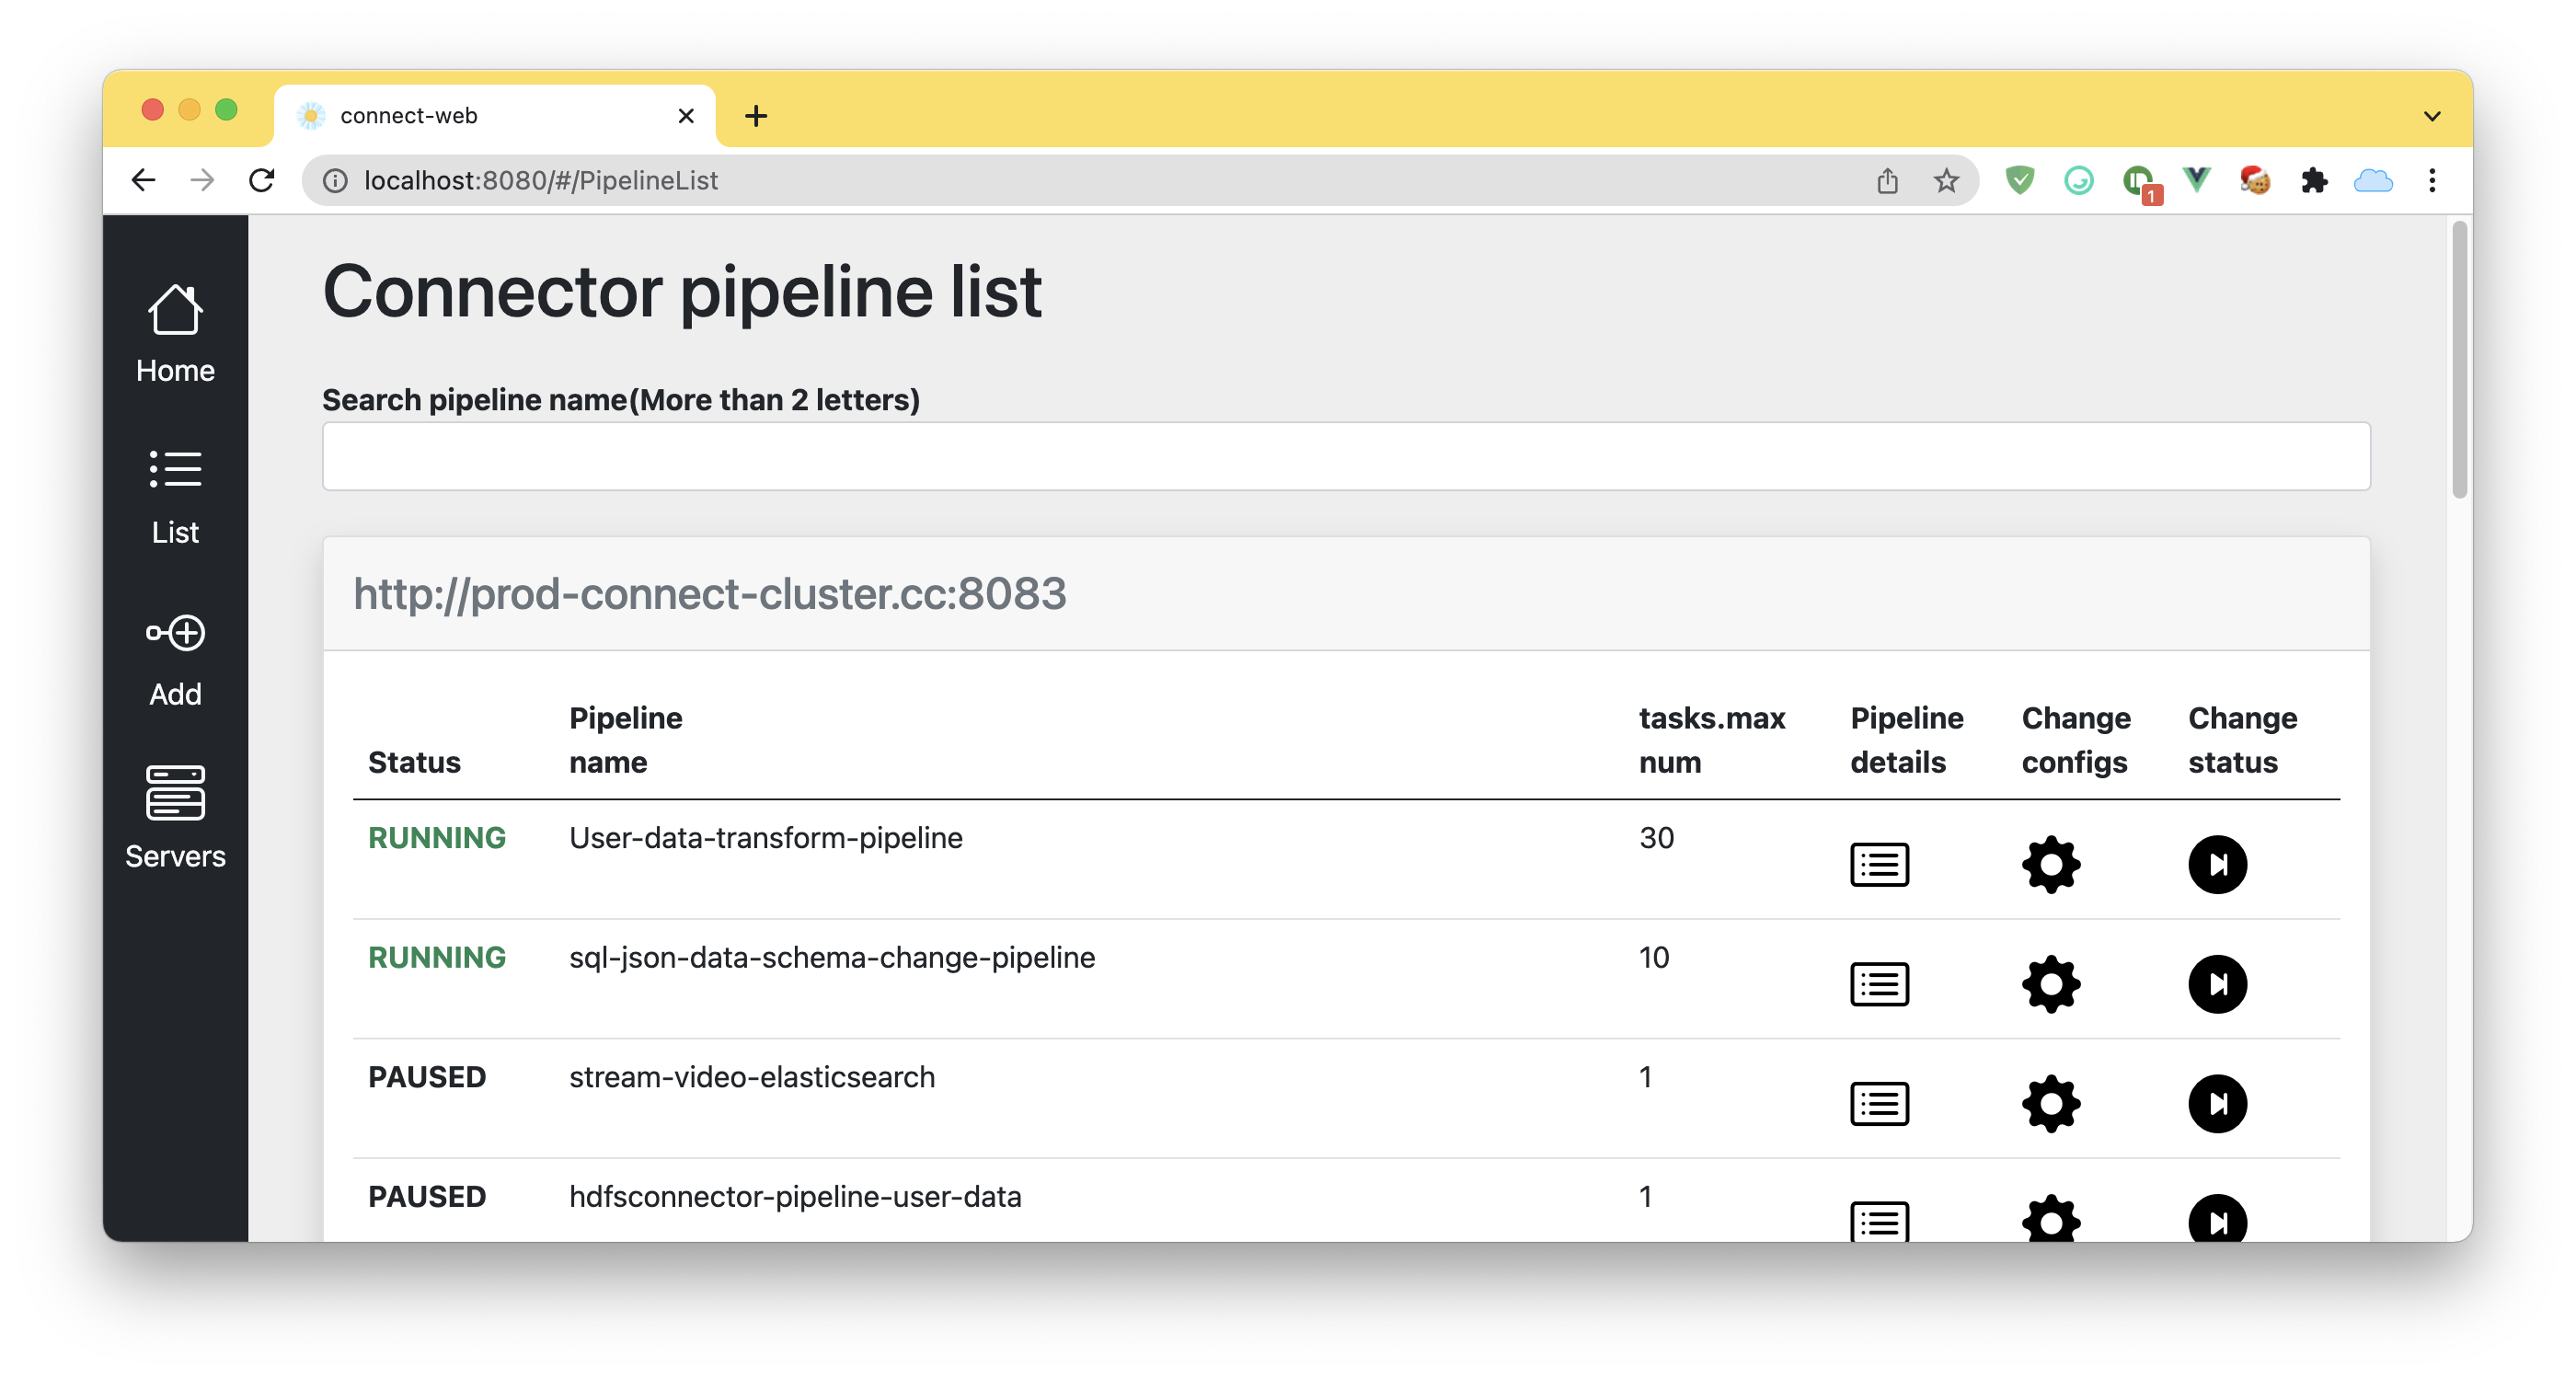 connect-web
localhost:8080/#/PipelineList
1
Connector pipeline list
Home
Search pipeline name(More than 2 letters)
List
http://prod-connect-cluster.cc:8083
Add
Servers
Status Pipeline name tasks.max num Pipeline details Change configs Change status
RUNNING User-data-transform-pipeline 30
RUNNING sql-json-data-schema-change-pipeline 10
PAUSED stream-video-elasticsearch 1
PAUSED hdfsconnector-pipeline-user-data 1